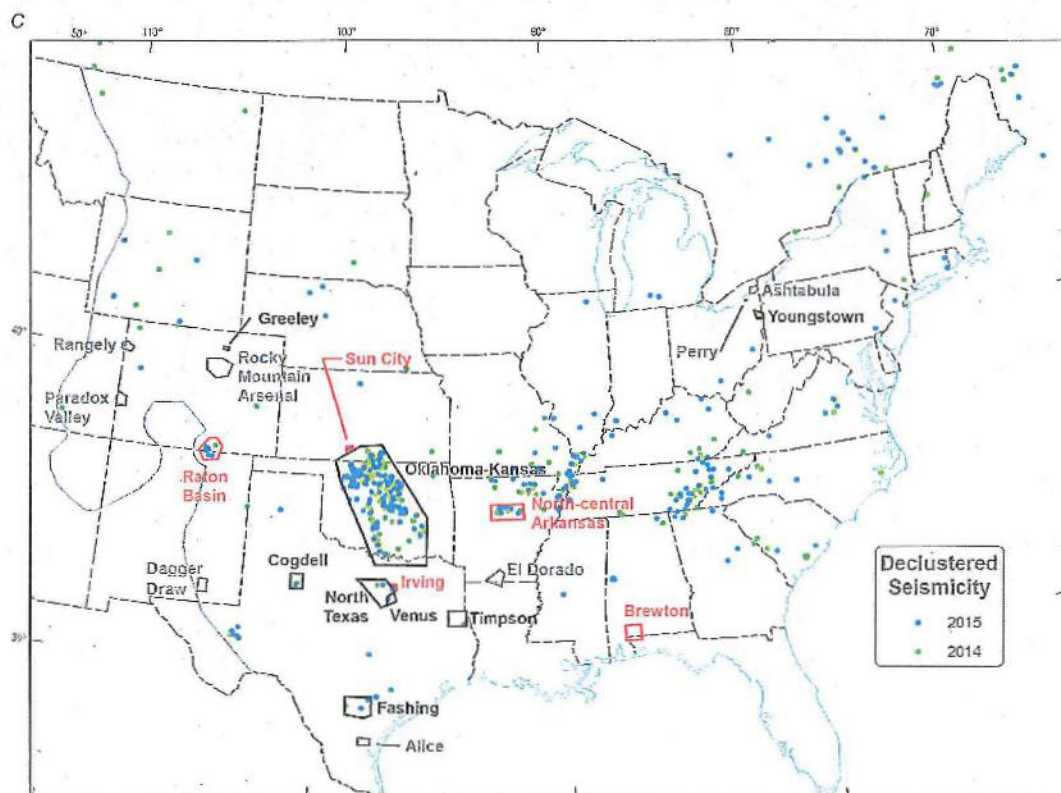 C
50°
110°
100°
90°
80°
70°
40°
Greeley
Rangely
Sun City
Rocky
Mountain
Arsenal
Paradox
Valley
Ashtabula
Youngstown
Perry
Raton
Basin
Oklahoma-Kansas
North-central
Arkansas
Dagger
Draw
Cogdell
El Dorado
Irving
North
Texas
Venus
Timpson
Brewton
Declustered
Seismicity
2015
2014
Fashing
Alice